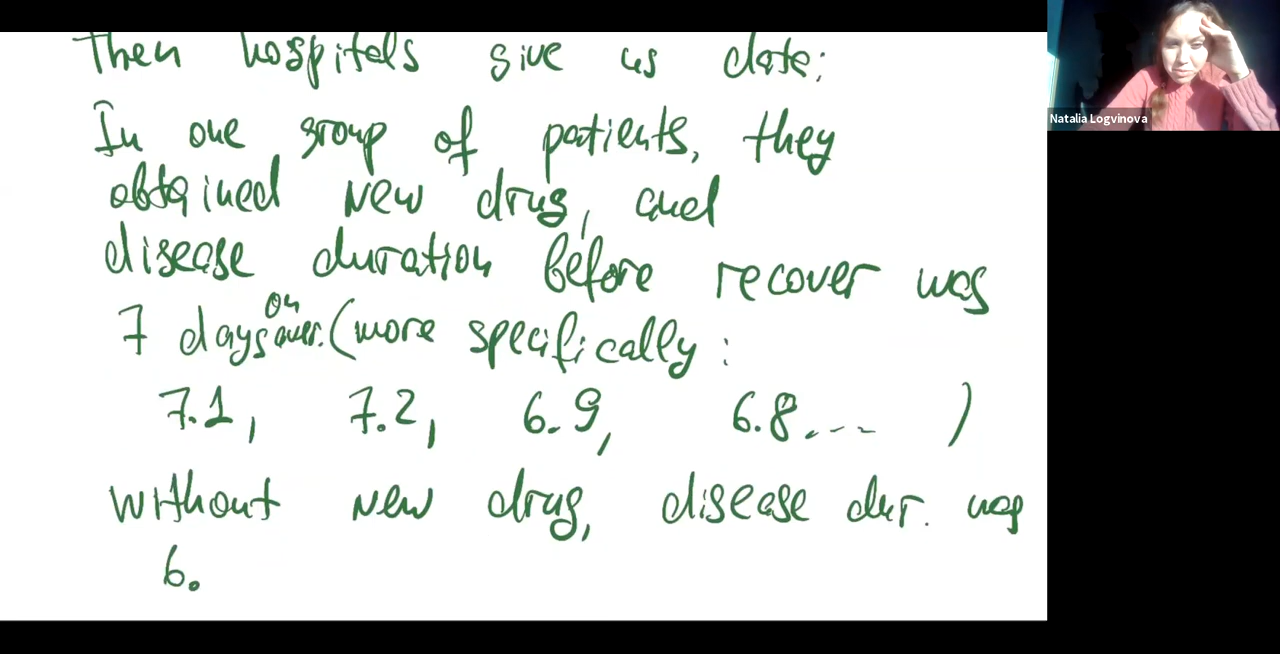 Then hospitals give us data:
In one group of patients, they
obtained new drug, and
disease duration before recover was
7 days on aver. (more specifically:
7.1, 7.2, 6.9, 6.8... )
without new drug, disease dur. was
6.
Natalia Logvinova